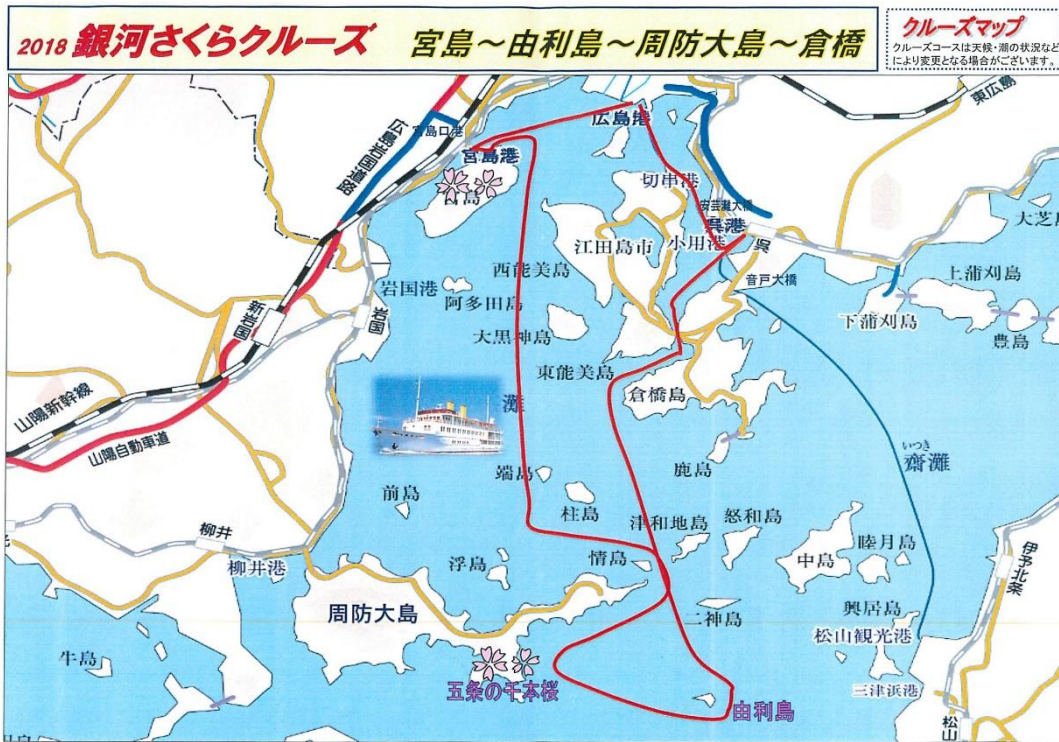 2018 銀河さくらクルーズ 宮島～由利島～周防大島～倉橋
クルーズマップ
クルーズコースは天候・潮の状況など
により変更となる場合がございます。
東広島
広島港
宮島口港
広島岩国道路
宮島港
宮島
切串港
安芸灘大橋
呉港
呉
大芝
江田島市
小用港
西能美島
音戸大橋
上蒲刈島
岩国港
阿多田島
下蒲刈島
豊島
新岩国
岩国
大黒神島
東能美島
倉橋島
山陽新幹線
山陽自動車道
灘
いつき
齋灘
端島
鹿島
前島
柱島
津和地島
怒和島
柳井
柳井港
浮島
情島
中島
睦月島
伊予北条
周防大島
二神島
興居島
松山観光港
牛島
五条の千本桜
由利島
三津浜港
松山